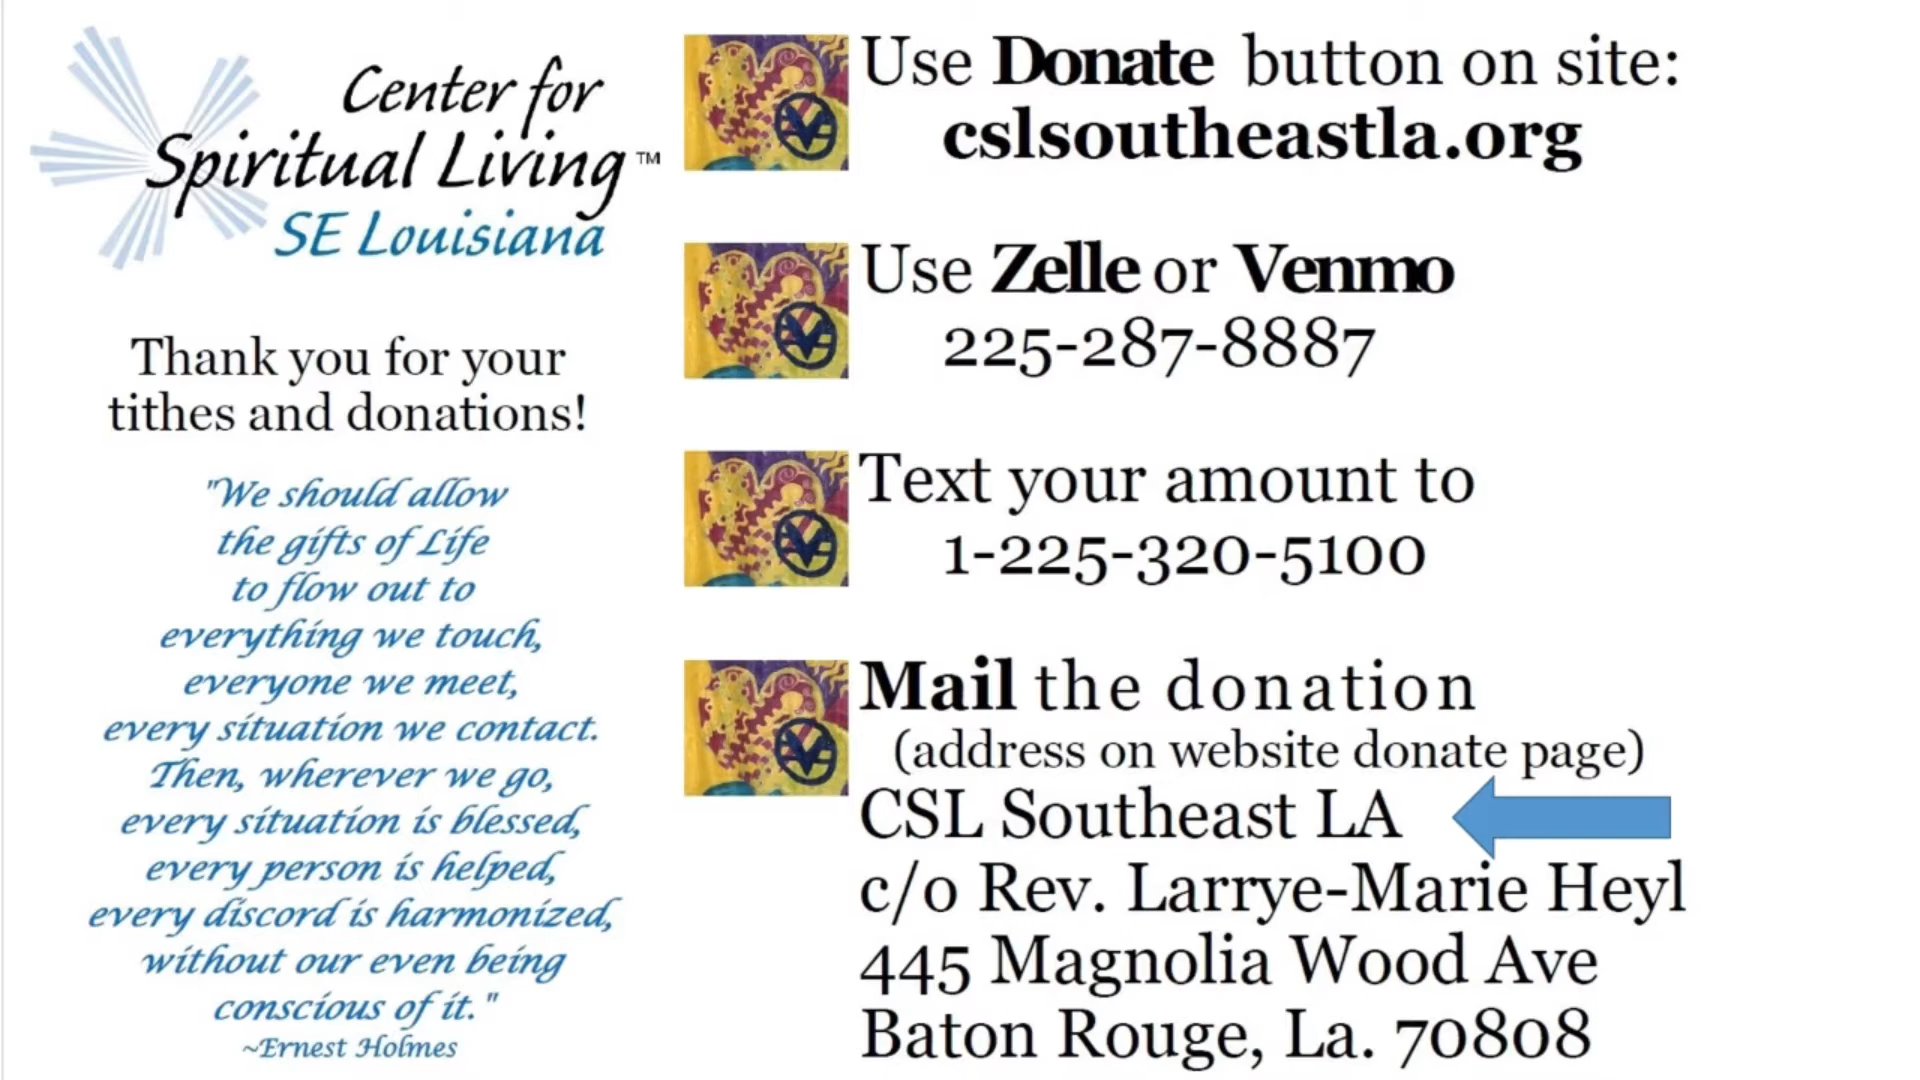 Center for
Spiritual Living™
SE Louisiana
Thank you for your
tithes and donations!
"We should allow
the gifts of Life
to flow out to
everything we touch,
everyone we meet,
every situation we contact.
Then, wherever we go,
every situation is blessed,
every person is helped,
every discord is harmonized,
without our even being
conscious of it."
~Ernest Holmes
Use Donate button on site:
cslsoutheastla.org
Use Zelle or Venmo
225-287-8887
Text your amount to
1-225-320-5100
Mail the donation
(address on website donate page)
CSL Southeast LA
c/o Rev. Larrye-Marie Heyl
445 Magnolia Wood Ave
Baton Rouge, La. 70808